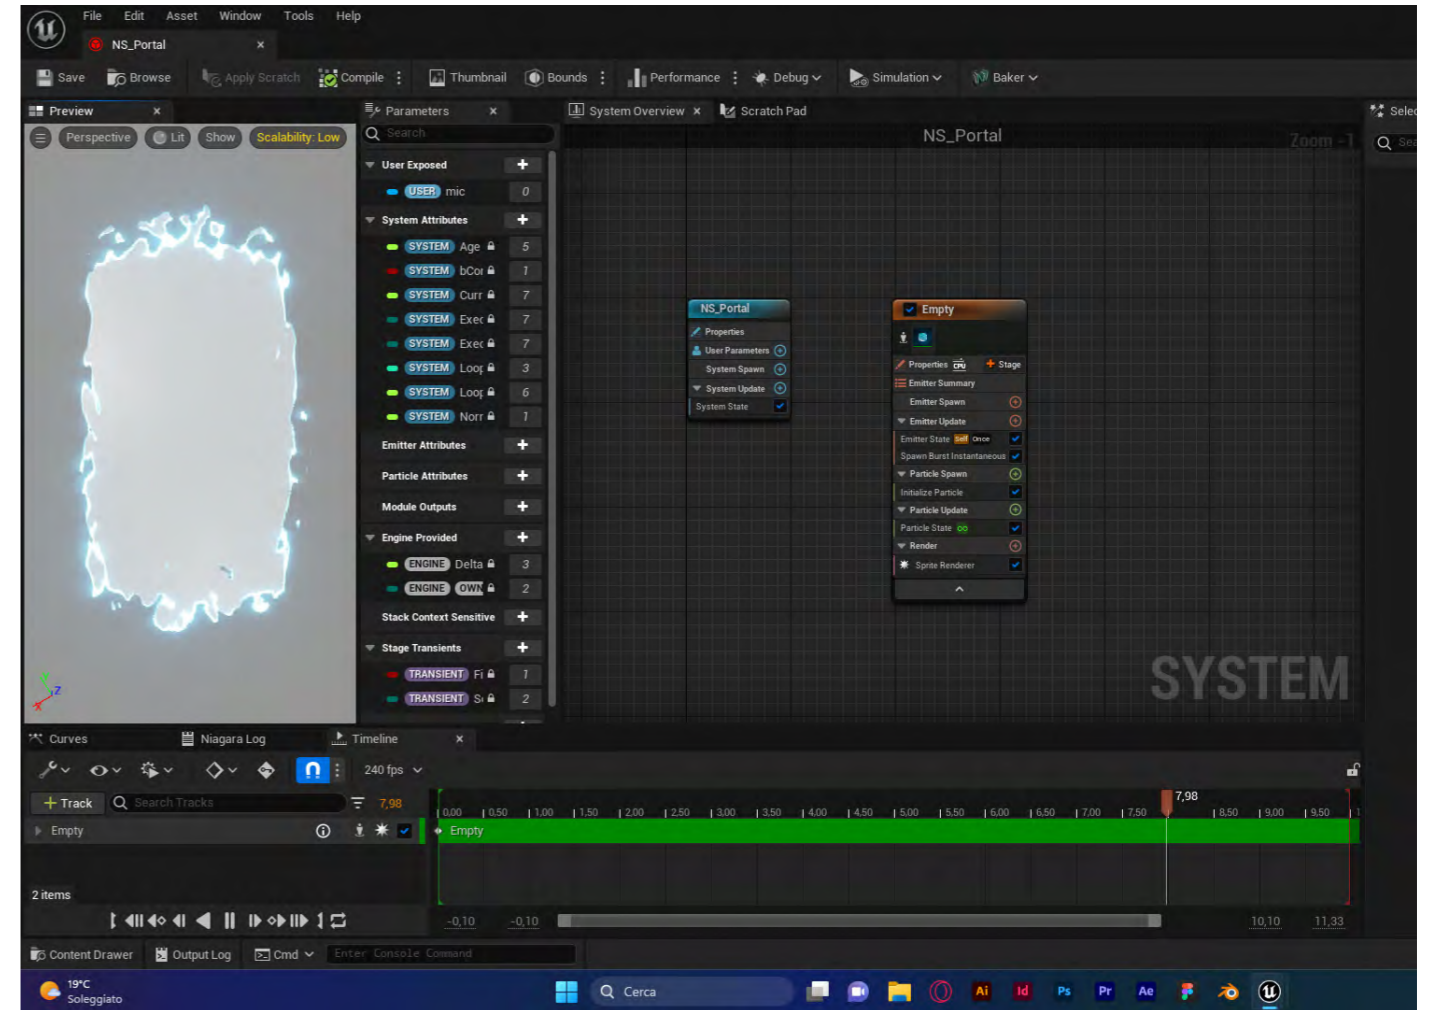 File Edit Asset Window Tools Help
NS_Portal
Save Browse Apply Scratch Compile Thumbnail Bounds Performance Debug Simulation Baker
Preview
Perspective Lit Show Scalability: Low
Parameters
Search
User Exposed
USER mic 0
System Attributes
SYSTEM Age 5
SYSTEM bCor 1
SYSTEM Curr 7
SYSTEM Exec 7
SYSTEM Exec 7
SYSTEM Loop 3
SYSTEM Loop 6
SYSTEM Norr 1
Emitter Attributes
Particle Attributes
Module Outputs
Engine Provided
ENGINE Delta 3
ENGINE OWN 2
Stack Context Sensitive
Stage Transients
TRANSIENT Fi 1
TRANSIENT 2
System Overview Scratch Pad
NS_Portal
Zoom -1
NS_Portal
Properties
User Parameters
System Spawn
System Update
System State
Empty
Properties CPU Stage
Emitter Summary
Emitter Spawn
Emitter Update
Emitter State Self Once
Spawn Burst Instantaneous
Particle Spawn
Initialize Particle
Particle Update
Particle State
Render
Sprite Renderer
SYSTEM
Selec
Sea
Y
Z
X
Curves Niagara Log Timeline
240 fps
+ Track Search Tracks 7,98
Empty
2 items
7,98
0,00 0,50 1,00 1,50 2,00 2,50 3,00 3,50 4,00 4,50 5,00 5,50 6,00 6,50 7,00 7,50 8,50 9,00 9,50 1
Empty
-0,10 -0,10 10,10 11,33
Content Drawer Output Log Cmd Enter Console Command
19°C
Soleggiato
Cerca
Ai Id Ps Pr Ae